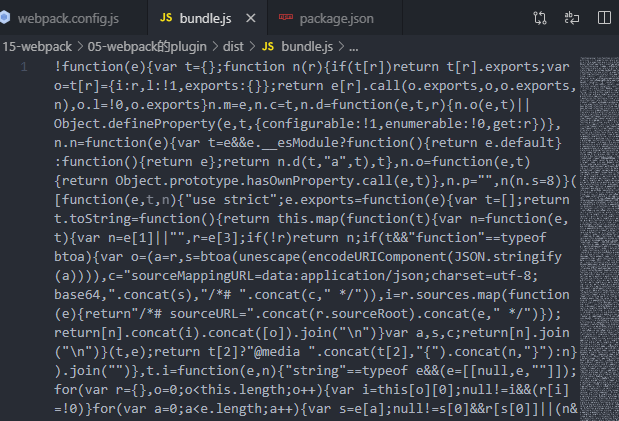 webpack.config.js
JS bundle.js ×
package.json
15-webpack > 05-webpack的plugin > dist > JS bundle.js > ...
1 !function(e){var t={};function n(r){if(t[r])return t[r].exports;var
o=t[r]={i:r,l:!1,exports:{}};return e[r].call(o.exports,o,o.exports,
n),o.l=!0,o.exports}n.m=e,n.c=t,n.d=function(e,t,r){n.o(e,t)||
Object.defineProperty(e,t,{configurable:!1,enumerable:!0,get:r})},
n.n=function(e){var t=e&&e.__esModule?function(){return e.default}
:function(){return e};return n.d(t,"a",t),t},n.o=function(e,t)
{return Object.prototype.hasOwnProperty.call(e,t)},n.p="",n(n.s=8)}(
[function(e,t,n){"use strict";e.exports=function(e){var t=[];return
t.toString=function(){return this.map(function(t){var n=function(e,
t){var n=e[1]||"",r=e[3];if(!r)return n;if(t&&"function"==typeof
btoa){var o=(a=r,s=btoa(unescape(encodeURIComponent(JSON.stringify
(a)))),c="sourceMappingURL=data:application/json;charset=utf-8;
base64,".concat(s),"/*# ".concat(c," */")),i=r.sources.map(function
(e){return"/*# sourceURL=".concat(r.sourceRoot).concat(e," */")});
return[n].concat(i).concat([o]).join("\n")}var a,s,c;return[n].join
("\n")}(t,e);return t[2]?"@media ".concat(t[2],"{").concat(n,"}"):n}
).join("")},t.i=function(e,n){"string"==typeof e&&(e=[[null,e,""]]);
for(var r={},o=0;o<this.length;o++){var i=this[o][0];null!=i&&(r[i]
=!0)}for(var a=0;a<e.length;a++){var s=e[a];null!=s[0]&&r[s[0]]||(n&